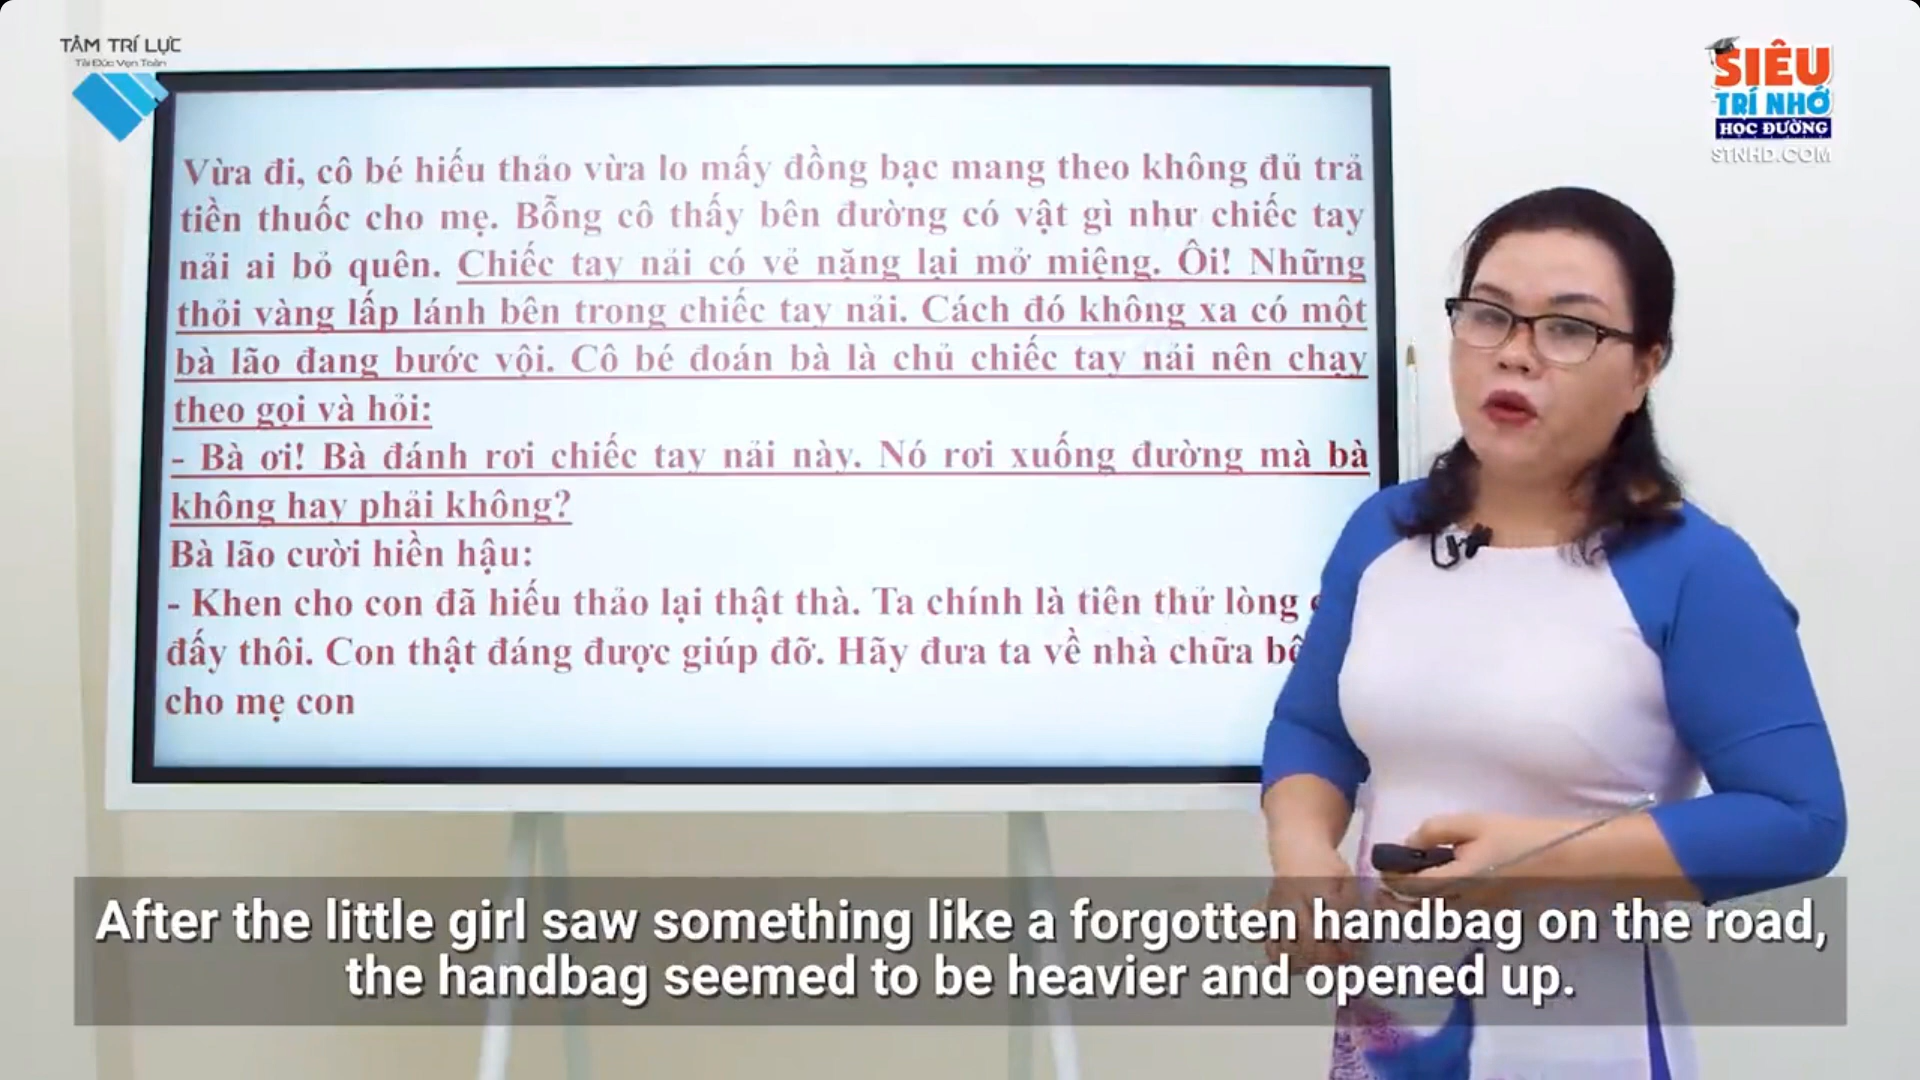 TÂM TRÍ LỰC
Tài Đức Vẹn Toàn
SIÊU
TRÍ NHỚ
HỌC ĐƯỜNG
STNHD.COM
Vừa đi, cô bé hiếu thảo vừa lo mấy đồng bạc mang theo không đủ trả
tiền thuốc cho mẹ. Bỗng cô thấy bên đường có vật gì như chiếc tay
nải ai bỏ quên. Chiếc tay nải có vẻ nặng lại mở miệng. Ôi! Những
thỏi vàng lấp lánh bên trong chiếc tay nải. Cách đó không xa có một
bà lão đang bước vội. Cô bé đoán bà là chủ chiếc tay nải nên chạy
theo gọi và hỏi:
- Bà ơi! Bà đánh rơi chiếc tay nải này. Nó rơi xuống đường mà bà
không hay phải không?
Bà lão cười hiền hậu:
- Khen cho con đã hiếu thảo lại thật thà. Ta chính là tiên thử lòng
đấy thôi. Con thật đáng được giúp đỡ. Hãy đưa ta về nhà chữa
cho mẹ con
After the little girl saw something like a forgotten handbag on the road,
the handbag seemed to be heavier and opened up.